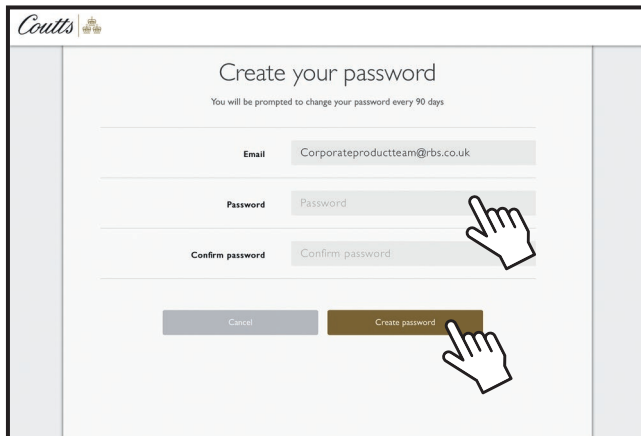 Coutts
Create your password
You will be prompted to change your password every 90 days
Email Corporateproductteam@rbs.co.uk
Password Password
Confirm password Confirm password
Cancel Create password